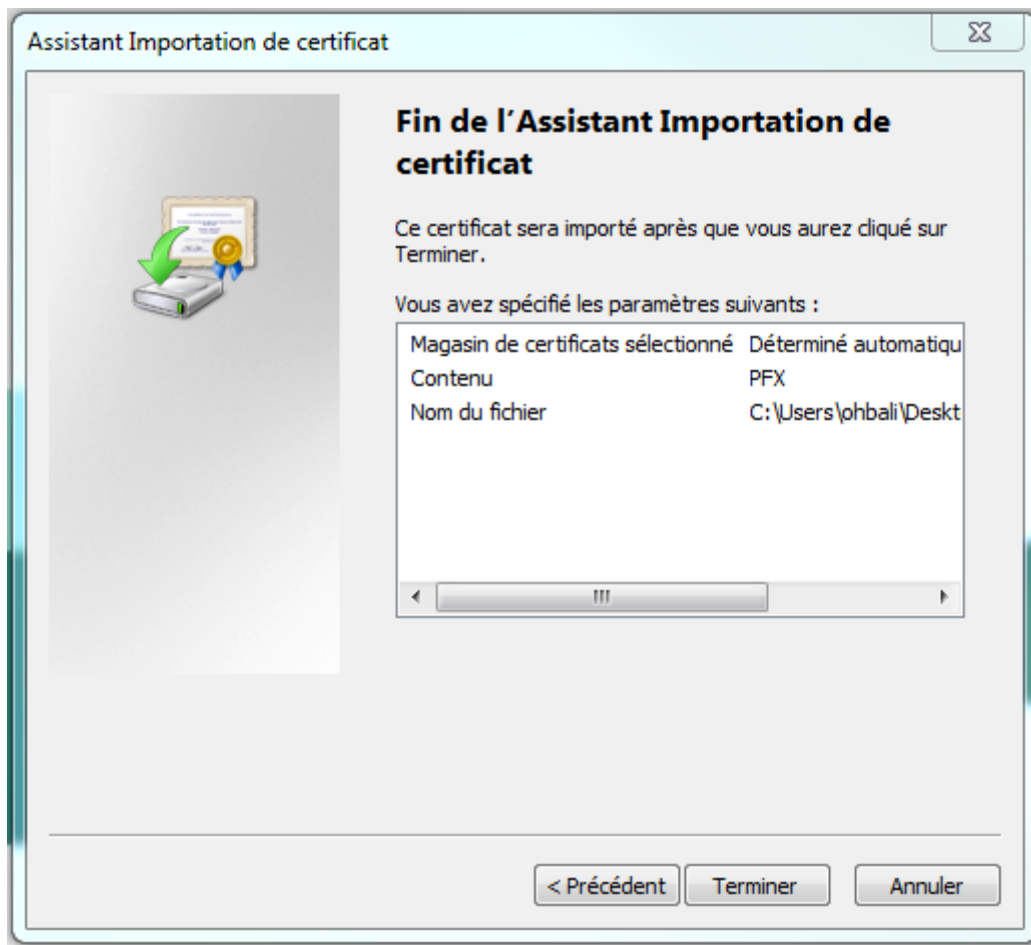 Assistant Importation de certificat
Fin de l'Assistant Importation de
certificat
Ce certificat sera importé après que vous aurez cliqué sur
Terminer.
Vous avez spécifié les paramètres suivants :
Magasin de certificats sélectionné Déterminé automatiqu
Contenu PFX
Nom du fichier C:\Users\ohbali\Deskt
< Précédent Terminer Annuler